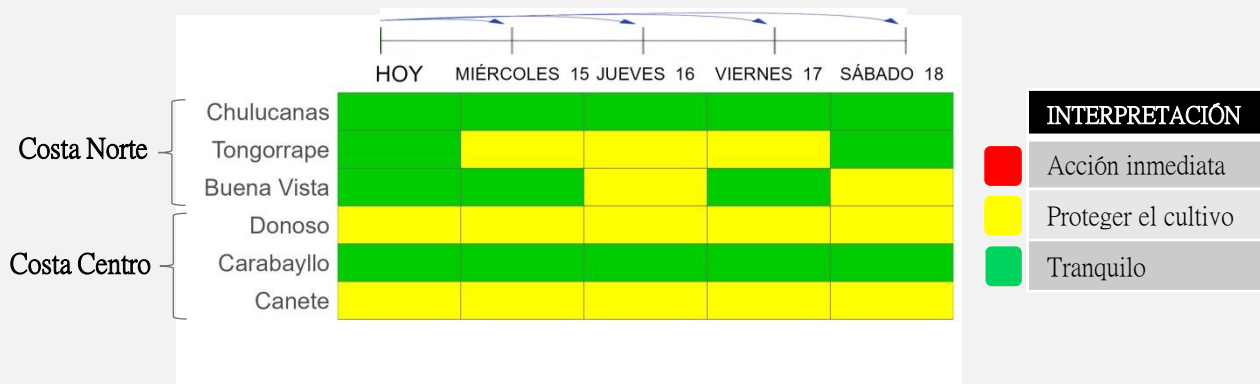 HOY MIÉRCOLES 15 JUEVES 16 VIERNES 17 SÁBADO 18
Costa Norte
Chulucanas
Tongorrape
Buena Vista
Costa Centro
Donoso
Carabayllo
Canete
INTERPRETACIÓN
Acción inmediata
Proteger el cultivo
Tranquilo